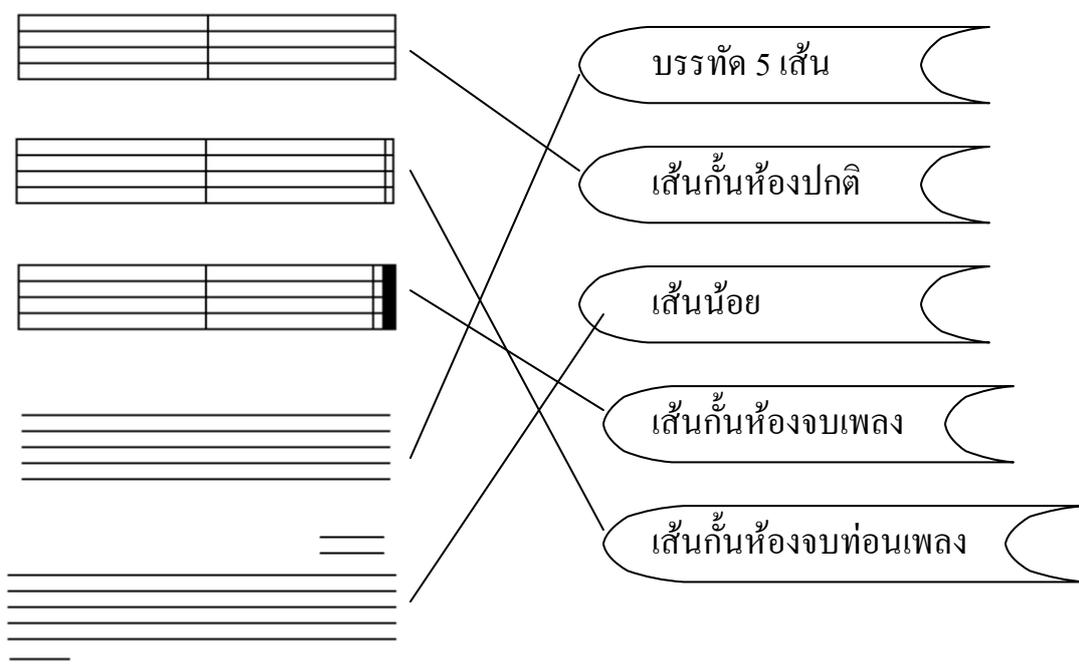 บรรทัด 5 เส้น
เส้นกั้นห้องปกติ
เส้นน้อย
เส้นกั้นห้องจบเพลง
เส้นกั้นห้องจบท่อนเพลง